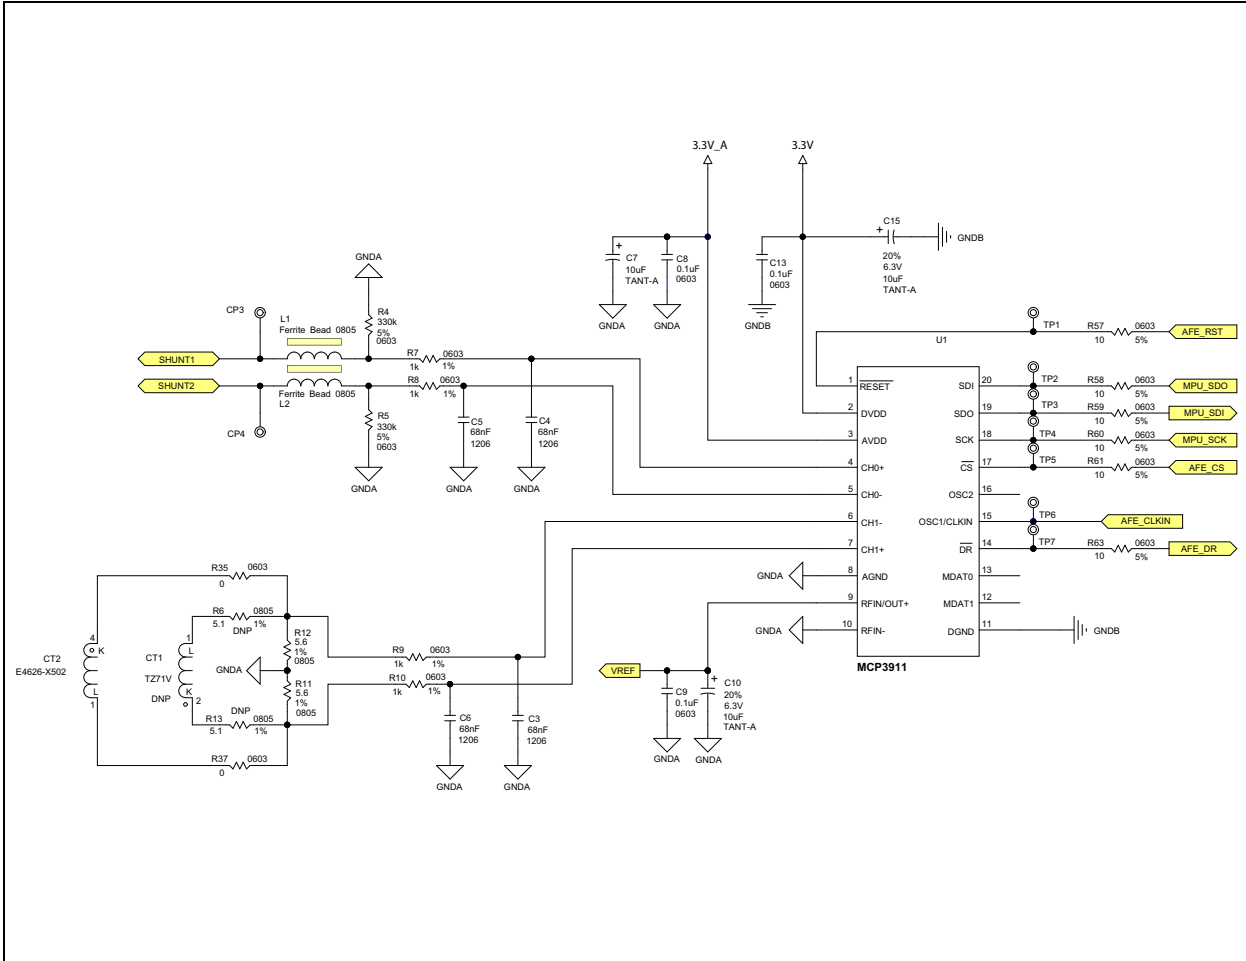 3.3V_A
3.3V
C15
20%
6.3V
10uF
TANT-A
GNDB
C7
10uF
TANT-A
C8
0.1uF
0603
C13
0.1uF
0603
GNDA
GNDA
GNDB
GNDA
CP3
L1
Ferrite Bead 0805
R4
330k
5%
0603
SHUNT1
R7
0603
1k
1%
SHUNT2
R8
0603
1k
1%
Ferrite Bead 0805
L2
CP4
R5
330k
5%
0603
C5
68nF
1206
C4
68nF
1206
GNDA
GNDA
GNDA
U1
TP1
R57
0603
10
5%
AFE_RST
1
RESET
SDI
20
TP2
R58
0603
10
5%
MPU_SDO
2
DVDD
SDO
19
TP3
R59
0603
10
5%
MPU_SDI
3
AVDD
SCK
18
TP4
R60
0603
10
5%
MPU_SCK
4
CH0+
CS
17
TP5
R61
0603
10
5%
AFE_CS
5
CH0-
OSC2
16
6
CH1-
OSC1/CLKIN
15
TP6
AFE_CLKIN
7
CH1+
DR
14
TP7
R63
0603
10
5%
AFE_DR
GNDA
8
AGND
MDAT0
13
9
RFIN/OUT+
MDAT1
12
GNDA
10
RFIN-
DGND
11
GNDB
MCP3911
R35
0603
0
R6
0805
5.1
DNP
1%
4
K
CT2
E4626-X502
L
1
1
L
CT1
TZ71V
DNP
K
2
R12
5.6
1%
0805
GNDA
R11
5.6
1%
0805
DNP
R13
0805
5.1
1%
R37
0603
0
R9
0603
1k
1%
R10
0603
1k
1%
C6
68nF
1206
C3
68nF
1206
GNDA
GNDA
VREF
C9
0.1uF
0603
C10
20%
6.3V
10uF
TANT-A
GNDA
GNDA